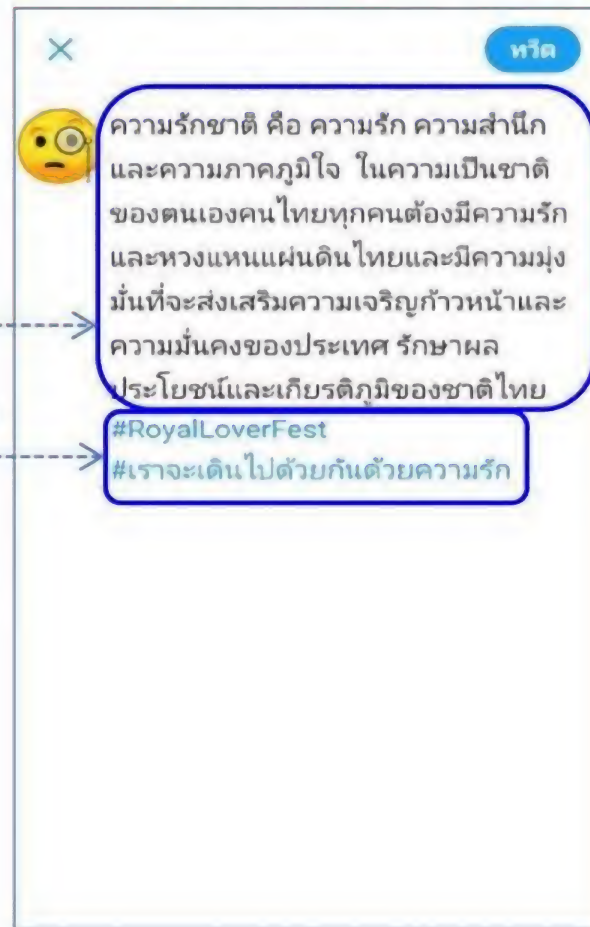 ทวีต
ความรักชาติ คือ ความรัก ความสำนึก
และความภาคภูมิใจ ในความเป็นชาติ
ของตนเองคนไทยทุกคนต้องมีความรัก
และหวงแหนแผ่นดินไทยและมีความมุ่ง
มั่นที่จะส่งเสริมความเจริญก้าวหน้าและ
ความมั่นคงของประเทศ รักษาผล
ประโยชน์และเกียรติภูมิของชาติไทย
#RoyalLoverFest
#เราจะเดินไปด้วยกันด้วยความรัก